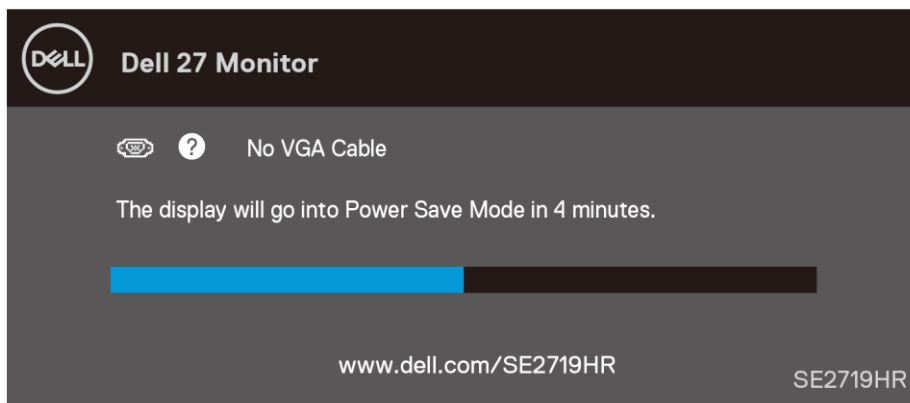 DELL
Dell 27 Monitor
? No VGA Cable
The display will go into Power Save Mode in 4 minutes.
www.dell.com/SE2719HR
SE2719HR